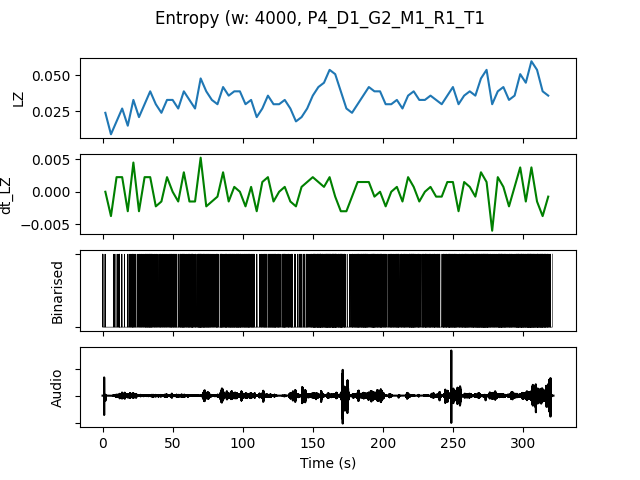 Entropy (w: 4000, P4_D1_G2_M1_R1_T1
0.050
0.025
LZ
0.005
0.000
−0.005
dt_LZ
Binarised
Audio
0 50 100 150 200 250 300
Time (s)